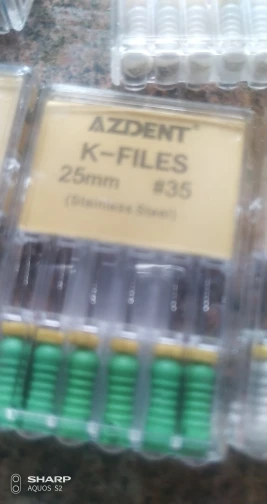 AZDENT®
K-FILES
25mm #35
(Stainless Steel)
SHARP
AQUOS S2